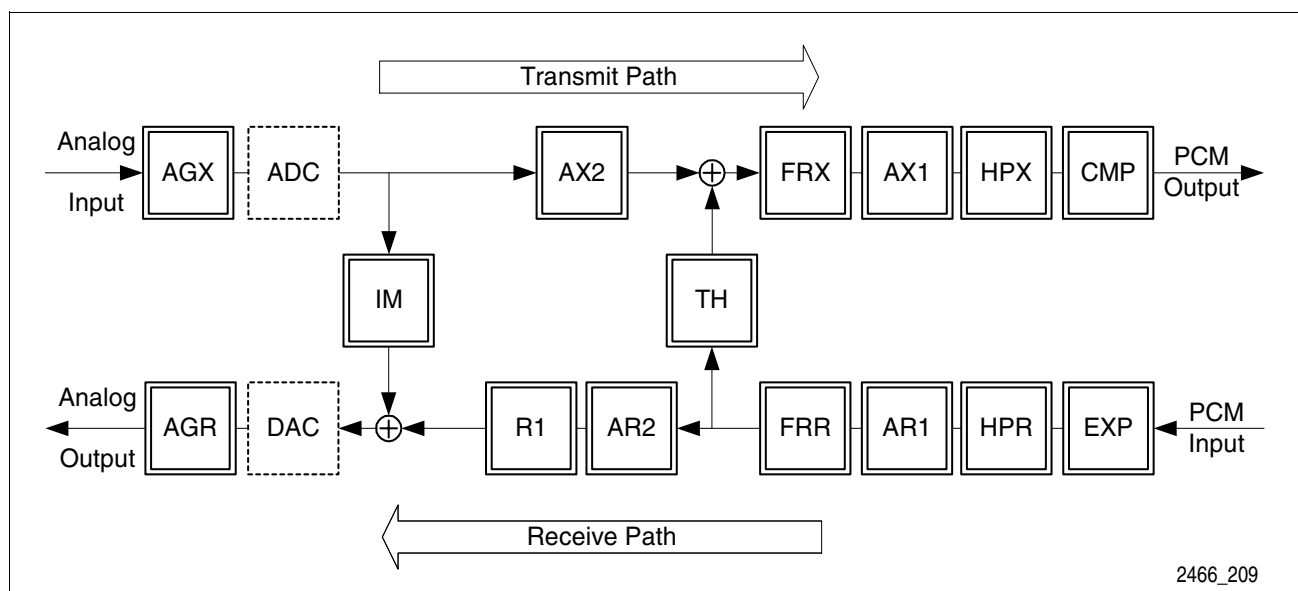 Transmit Path
Analog
Input
AGX
ADC
AX2
FRX
AX1
HPX
CMP
PCM
Output
IM
TH
Analog
Output
AGR
DAC
R1
AR2
FRR
AR1
HPR
EXP
PCM
Input
Receive Path
2466_209